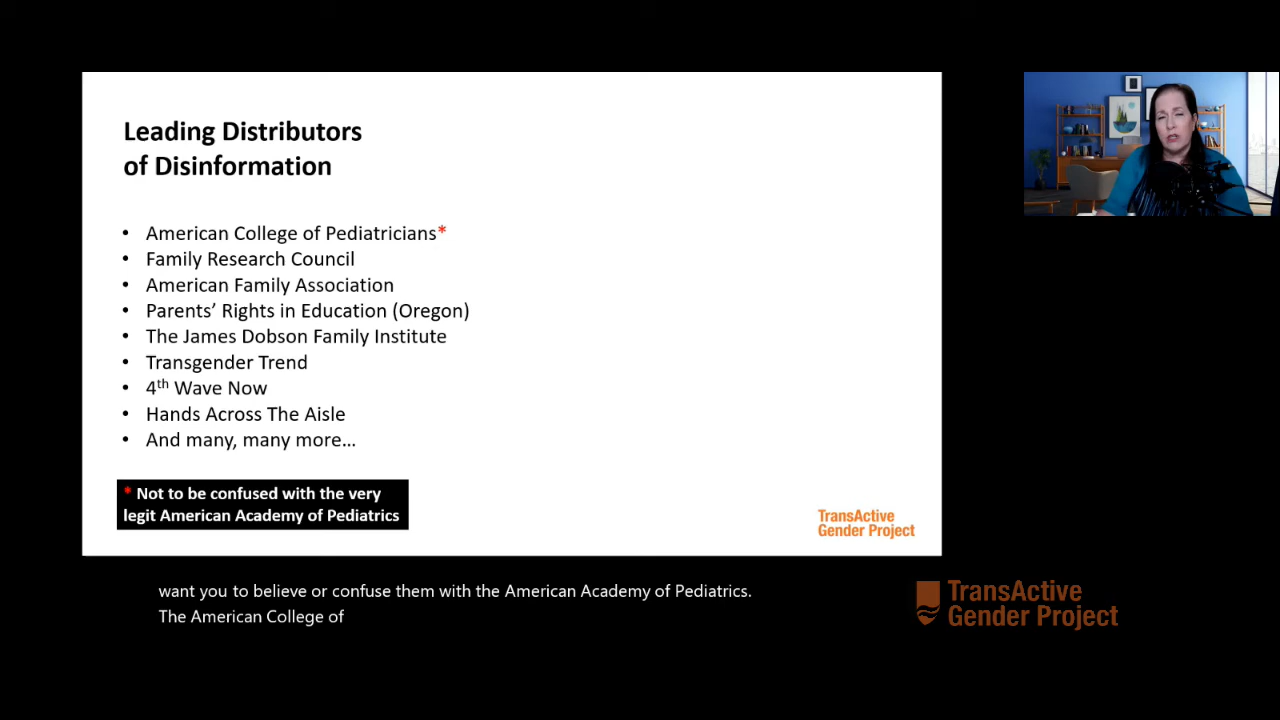 Leading Distributors
of Disinformation
• American College of Pediatricians*
• Family Research Council
• American Family Association
• Parents’ Rights in Education (Oregon)
• The James Dobson Family Institute
• Transgender Trend
• 4th Wave Now
• Hands Across The Aisle
• And many, many more…
* Not to be confused with the very
legit American Academy of Pediatrics
TransActive
Gender Project
want you to believe or confuse them with the American Academy of Pediatrics.
The American College of
TransActive
Gender Project